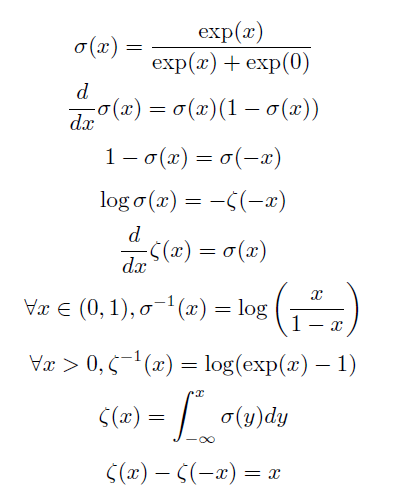 σ(x) = exp(x) / (exp(x) + exp(0))
d/dx σ(x) = σ(x)(1 − σ(x))
1 − σ(x) = σ(−x)
log σ(x) = −ζ(−x)
d/dx ζ(x) = σ(x)
∀x ∈ (0, 1), σ⁻¹(x) = log (x / (1 − x))
∀x > 0, ζ⁻¹(x) = log(exp(x) − 1)
ζ(x) = ∫_{−∞}^{x} σ(y)dy
ζ(x) − ζ(−x) = x